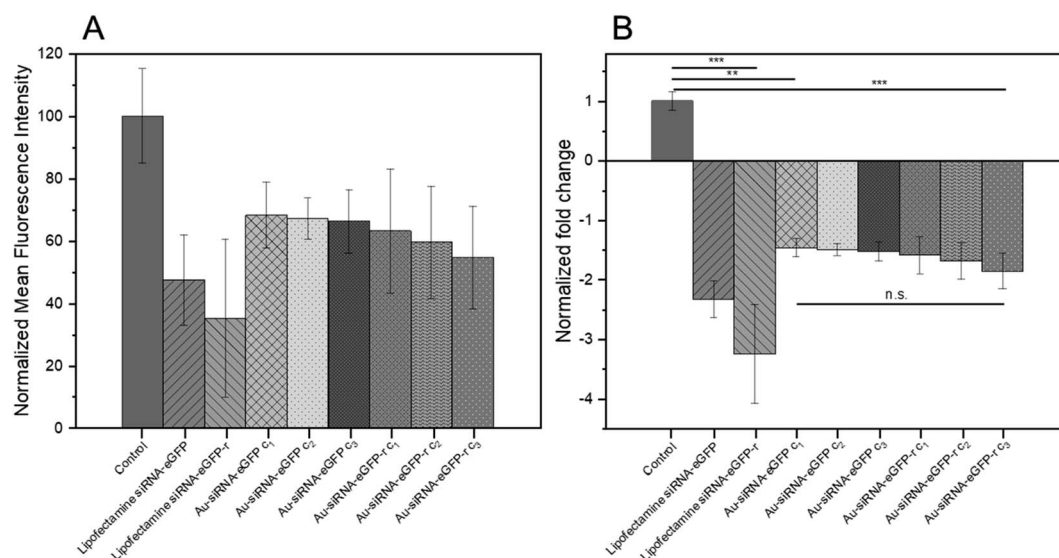 A
Normalized Mean Fluorescence Intensity
120
100
80
60
40
20
0
Control
Lipofectamine siRNA-eGFP
Lipofectamine siRNA-eGFP-r
Au-siRNA-eGFP c₁
Au-siRNA-eGFP c₂
Au-siRNA-eGFP c₃
Au-siRNA-eGFP-r c₁
Au-siRNA-eGFP-r c₂
Au-siRNA-eGFP-r c₃
B
Normalized fold change
1
0
-1
-2
-3
-4
***
**
***
n.s.
Control
Lipofectamine siRNA-eGFP
Lipofectamine siRNA-eGFP-r
Au-siRNA-eGFP c₁
Au-siRNA-eGFP c₂
Au-siRNA-eGFP c₃
Au-siRNA-eGFP-r c₁
Au-siRNA-eGFP-r c₂
Au-siRNA-eGFP-r c₃